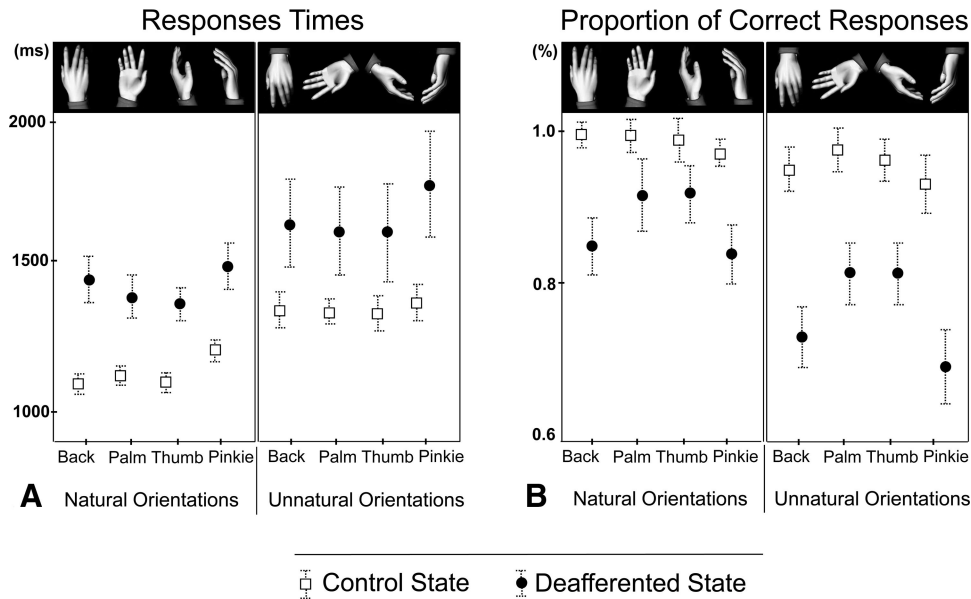 Responses Times
(ms)
2000
1500
1000
Back Palm Thumb Pinkie
Back Palm Thumb Pinkie
A
Natural Orientations
Unnatural Orientations
Proportion of Correct Responses
(%)
1.0
0.8
0.6
Back Palm Thumb Pinkie
Back Palm Thumb Pinkie
B
Natural Orientations
Unnatural Orientations
Control State
Deafferented State